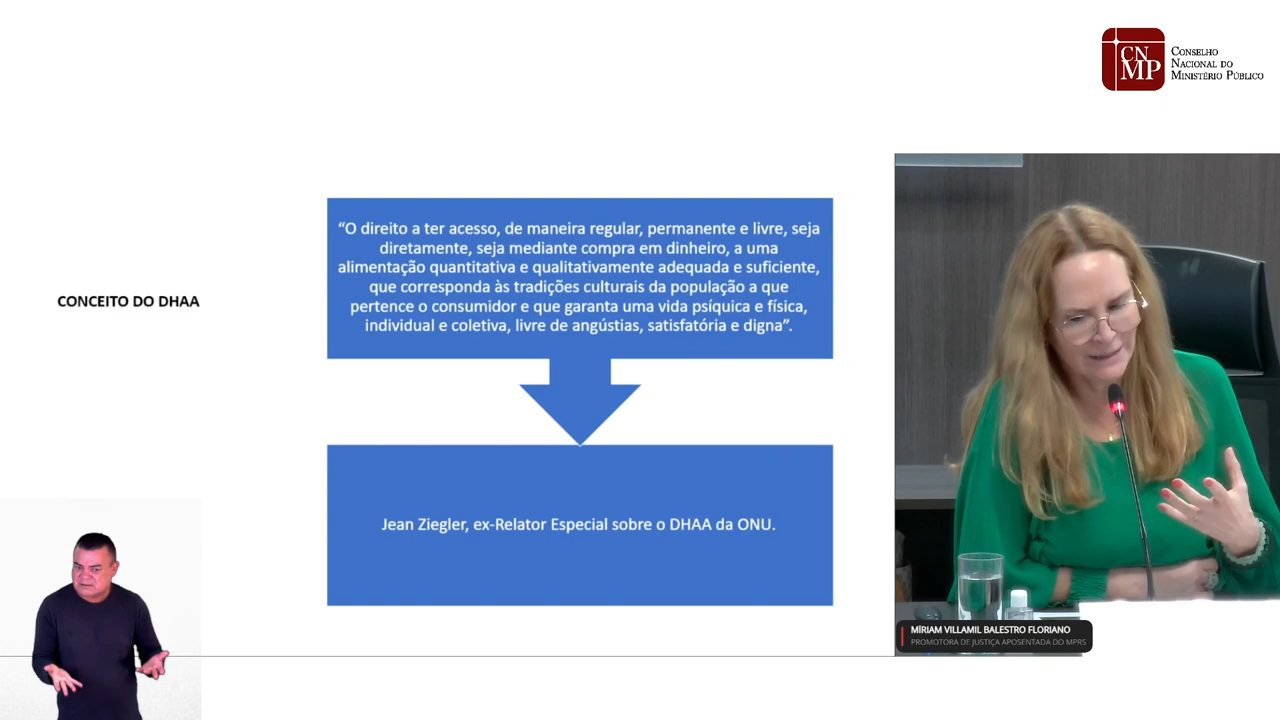 CNMP
CONSELHO
NACIONAL DO
MINISTÉRIO PÚBLICO
“O direito a ter acesso, de maneira regular, permanente e livre, seja
diretamente, seja mediante compra em dinheiro, a uma
alimentação quantitativa e qualitativamente adequada e suficiente,
que corresponda às tradições culturais da população a que
pertence o consumidor e que garanta uma vida psíquica e física,
individual e coletiva, livre de angústias, satisfatória e digna”.
CONCEITO DO DHAA
Jean Ziegler, ex-Relator Especial sobre o DHAA da ONU.
MÍRIAM VILLAMIL BALESTRO FLORIANO
PROMOTORA DE JUSTIÇA APOSENTADA DO MPRS